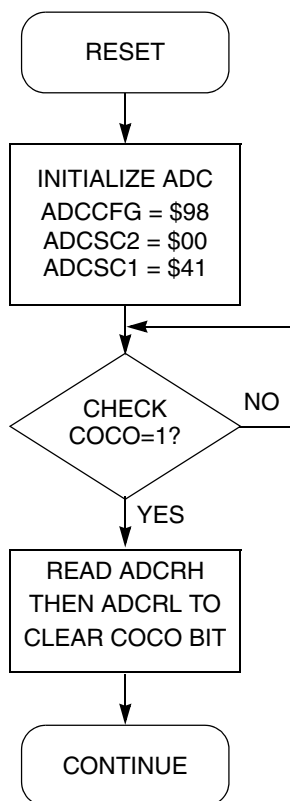 RESET
INITIALIZE ADC
ADCCFG = $98
ADCSC2 = $00
ADCSC1 = $41
CHECK
COCO=1?
NO
YES
READ ADCRH
THEN ADCRL TO
CLEAR COCO BIT
CONTINUE